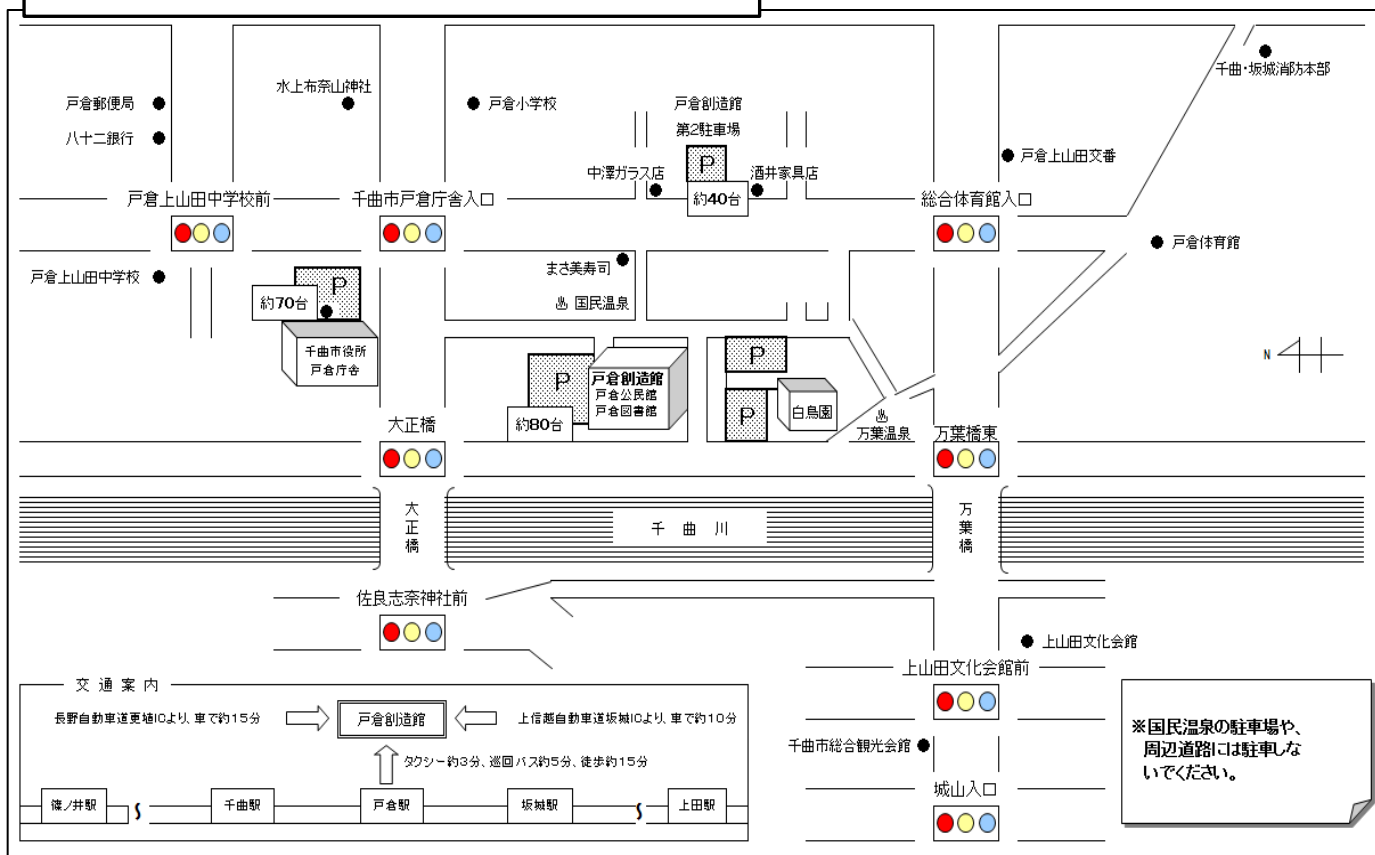 千曲・坂城消防本部
戸倉郵便局
水上布奈山神社
戸倉小学校
戸倉創造館
第2駐車場
八十二銀行
P
戸倉上山田交番
中澤ガラス店
酒井家具店
約40台
戸倉上山田中学校前
千曲市戸倉庁舎入口
総合体育館入口
戸倉体育館
戸倉上山田中学校
まさ美寿司
P
約70台
♨ 国民温泉
千曲市役所
戸倉庁舎
N
P
戸倉創造館
戸倉公民館
戸倉図書館
約80台
P
P
白鳥園
♨
万葉温泉
大正橋
万葉橋東
大正橋
千曲川
万葉橋
佐良志奈神社前
上山田文化会館
上山田文化会館前
交通案内
長野自動車道更埴ICより、車で約15分
戸倉創造館
上信越自動車道坂城ICより、車で約10分
タクシー約3分、巡回バス約5分、徒歩約15分
篠ノ井駅
千曲駅
戸倉駅
坂城駅
上田駅
千曲市総合観光会館
城山入口
※国民温泉の駐車場や、
周辺道路には駐車しな
いでください。